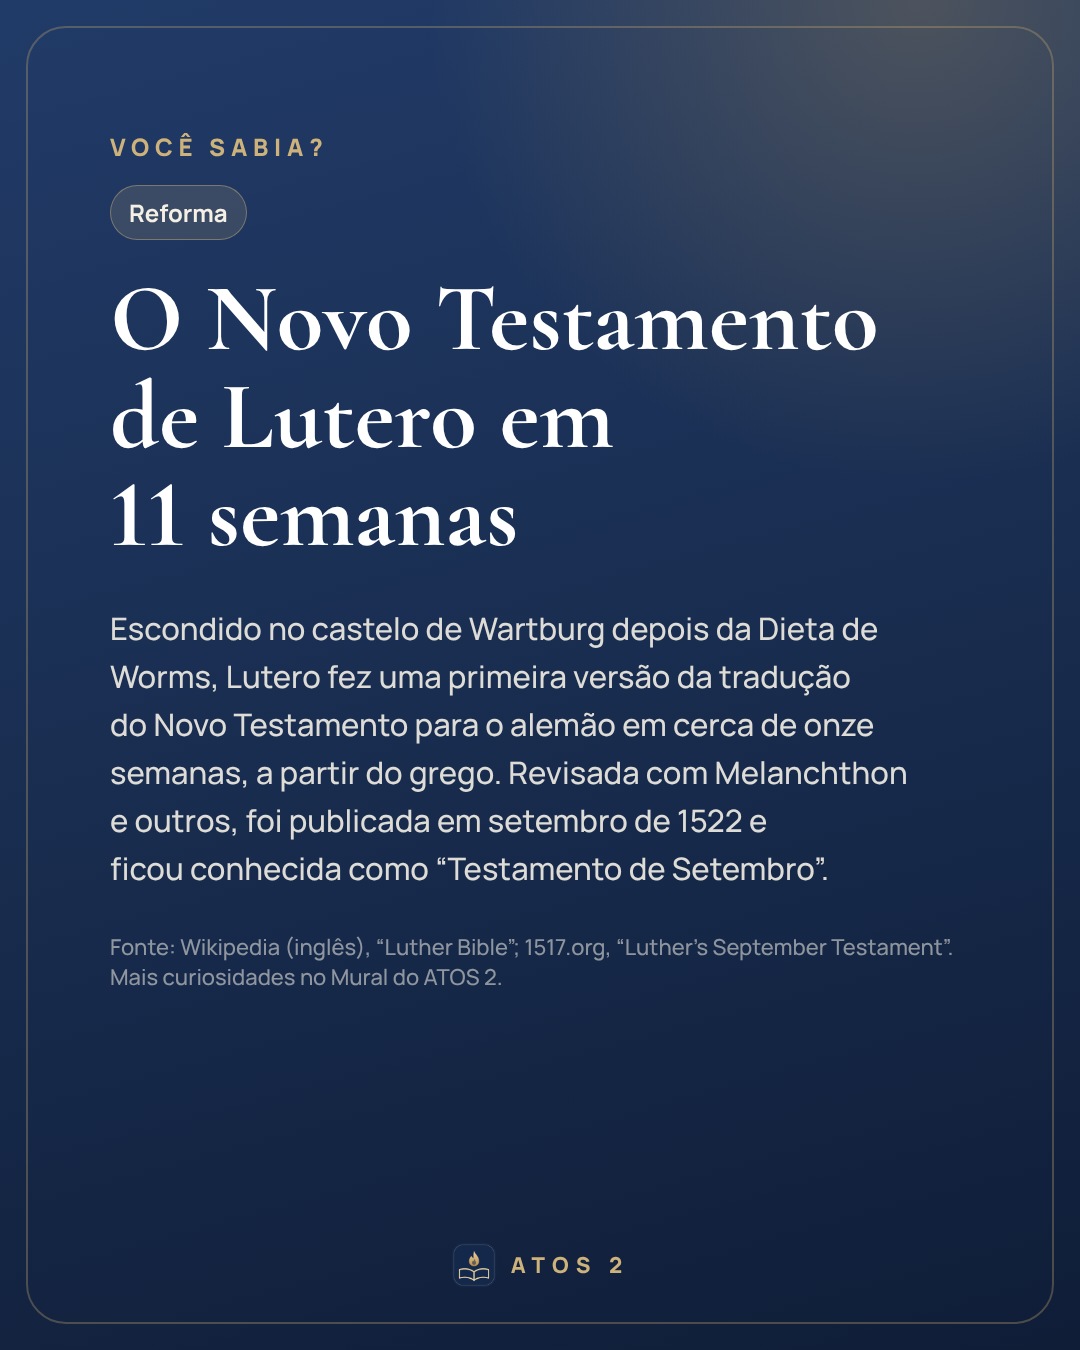 VOCÊ SABIA?
Reforma
O Novo Testamento
de Lutero em
11 semanas
Escondido no castelo de Wartburg depois da Dieta de
Worms, Lutero fez uma primeira versão da tradução
do Novo Testamento para o alemão em cerca de onze
semanas, a partir do grego. Revisada com Melanchthon
e outros, foi publicada em setembro de 1522 e
ficou conhecida como “Testamento de Setembro”.
Fonte: Wikipedia (inglês), “Luther Bible”; 1517.org, “Luther’s September Testament”.
Mais curiosidades no Mural do ATOS 2.
ATOS 2